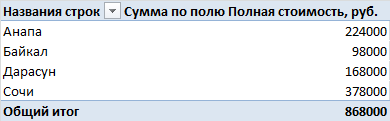 Названия строк Сумма по полю Полная стоимость, руб.
Анапа 224000
Байкал 98000
Дарасун 168000
Сочи 378000
Общий итог 868000